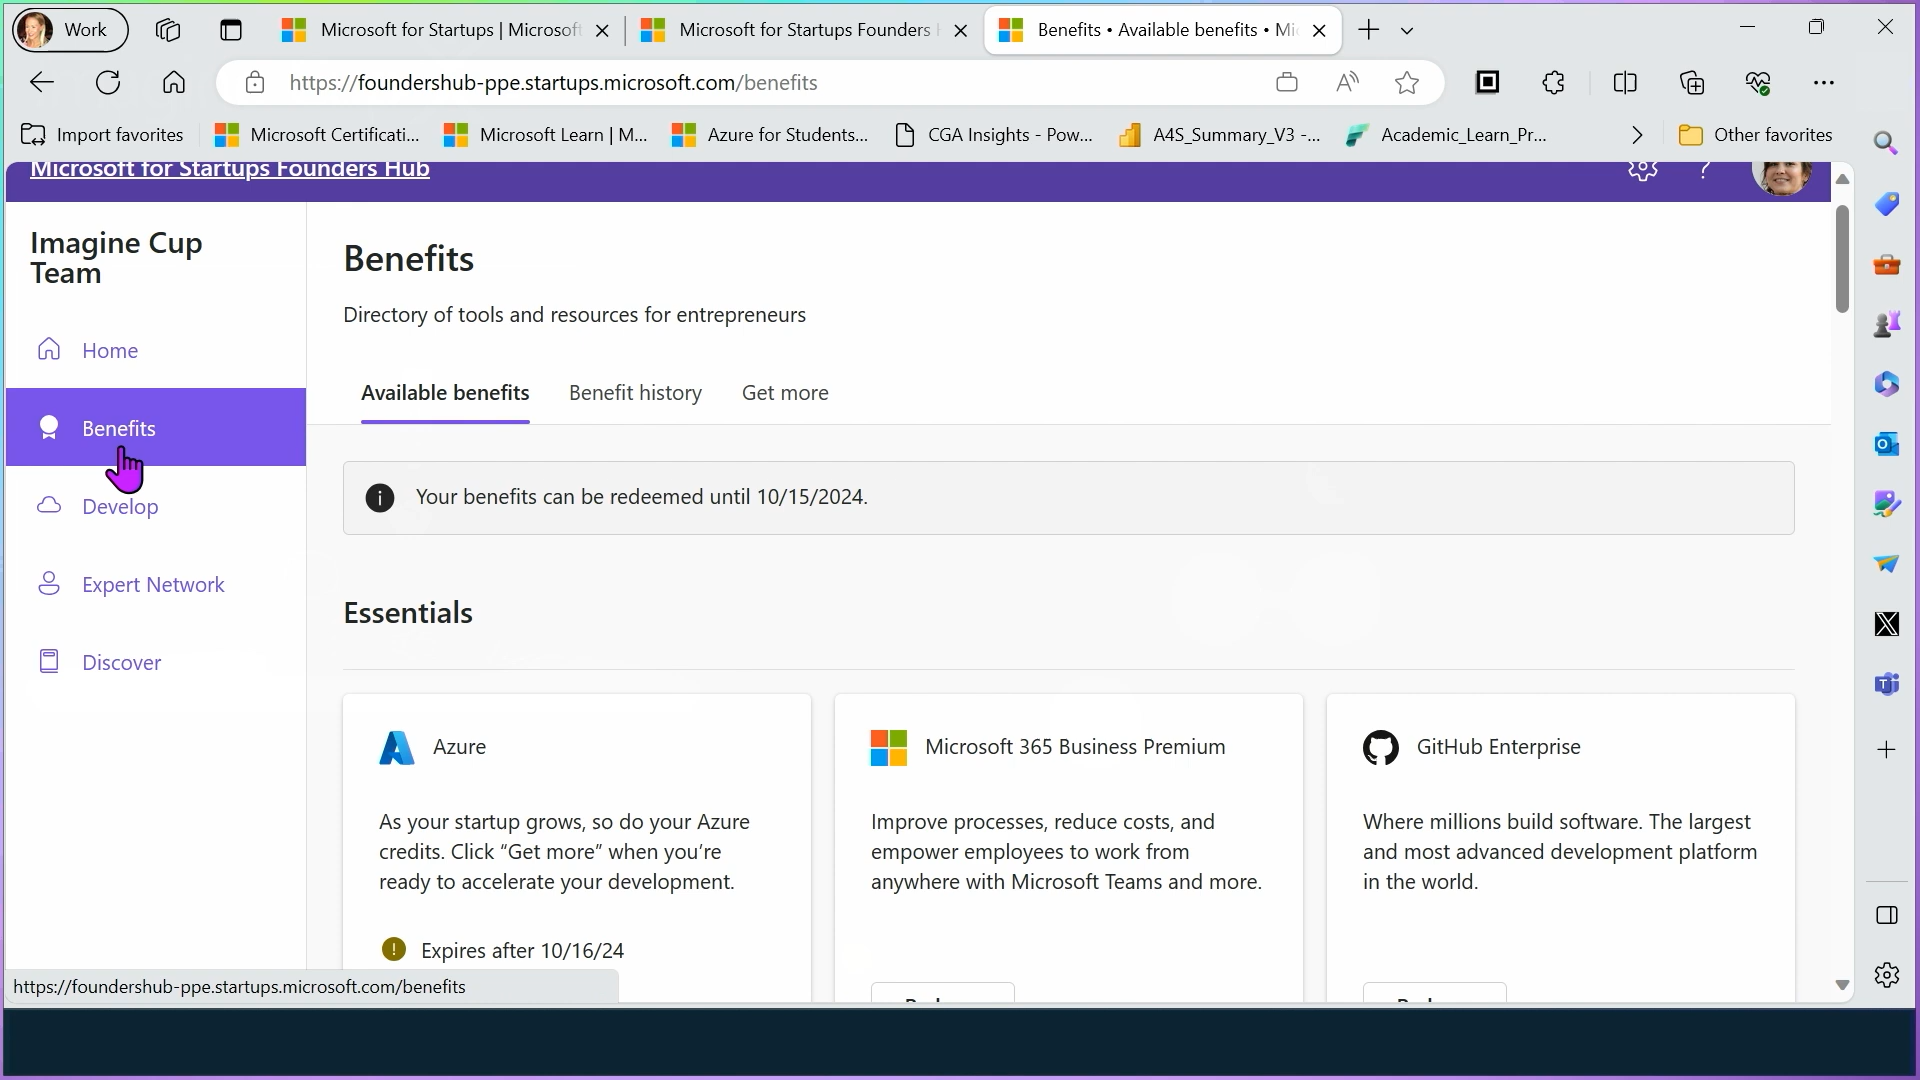 Work
Microsoft for Startups | Microsoft
Microsoft for Startups Founders
Benefits • Available benefits • Mi
https://foundershub-ppe.startups.microsoft.com/benefits
Import favorites
Microsoft Certificati...
Microsoft Learn | M...
Azure for Students...
CGA Insights - Pow...
A4S_Summary_V3 -...
Academic_Learn_Pr...
Other favorites
Microsoft for Startups Founders Hub
Imagine Cup
Team
Home
Benefits
Develop
Expert Network
Discover
Benefits
Directory of tools and resources for entrepreneurs
Available benefits
Benefit history
Get more
Your benefits can be redeemed until 10/15/2024.
Essentials
Azure
As your startup grows, so do your Azure
credits. Click “Get more” when you’re
ready to accelerate your development.
Expires after 10/16/24
Microsoft 365 Business Premium
Improve processes, reduce costs, and
empower employees to work from
anywhere with Microsoft Teams and more.
GitHub Enterprise
Where millions build software. The largest
and most advanced development platform
in the world.
https://foundershub-ppe.startups.microsoft.com/benefits